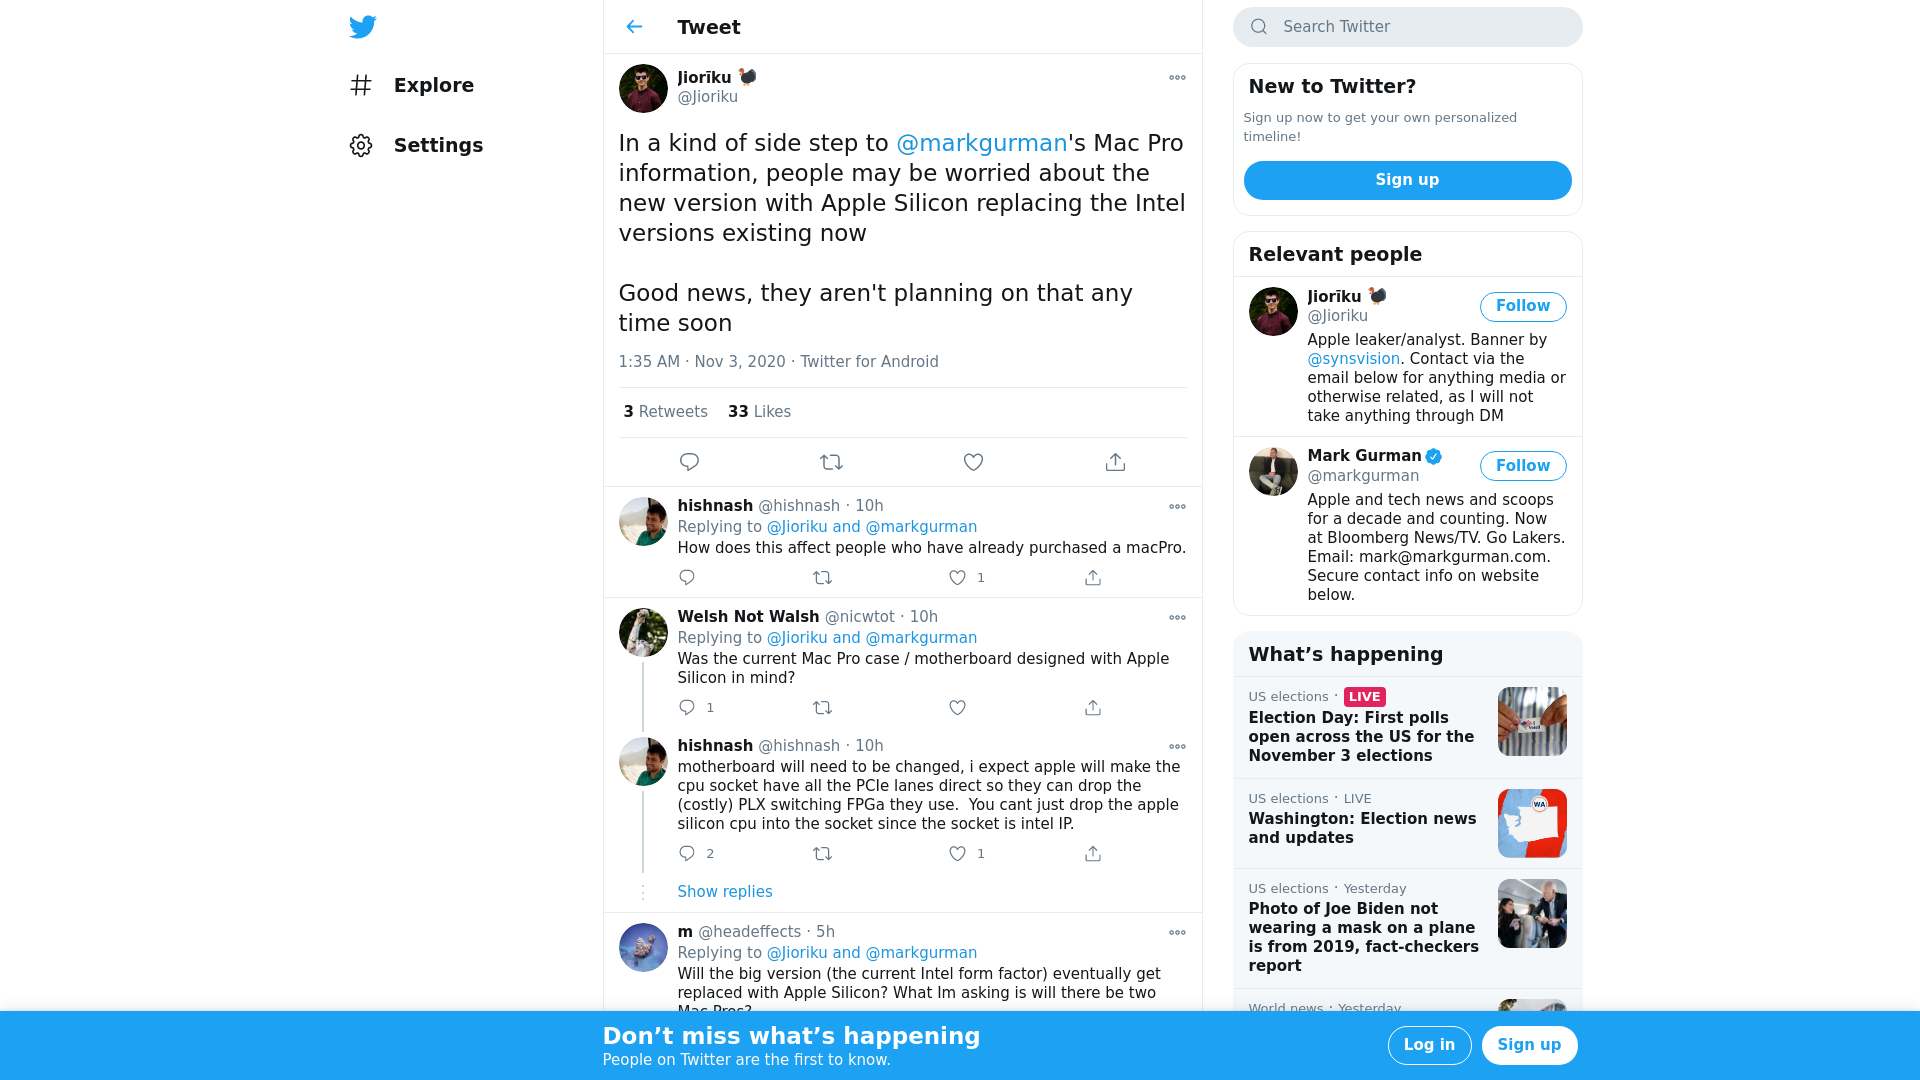 Explore
Settings
Tweet
Jiorīku 🦃
@Jioriku
In a kind of side step to @markgurman's Mac Pro
information, people may be worried about the
new version with Apple Silicon replacing the Intel
versions existing now
Good news, they aren't planning on that any
time soon
1:35 AM · Nov 3, 2020 · Twitter for Android
3 Retweets 33 Likes
hishnash @hishnash · 10h
Replying to @Jioriku and @markgurman
How does this affect people who have already purchased a macPro.
1
Welsh Not Walsh @nicwtot · 10h
Replying to @Jioriku and @markgurman
Was the current Mac Pro case / motherboard designed with Apple
Silicon in mind?
1
hishnash @hishnash · 10h
motherboard will need to be changed, i expect apple will make the
cpu socket have all the PCIe lanes direct so they can drop the
(costly) PLX switching FPGa they use.  You cant just drop the apple
silicon cpu into the socket since the socket is intel IP.
2 1
Show replies
m @headeffects · 5h
Replying to @Jioriku and @markgurman
Will the big version (the current Intel form factor) eventually get
replaced with Apple Silicon? What Im asking is will there be two
Mac Pros?
Search Twitter
New to Twitter?
Sign up now to get your own personalized
timeline!
Sign up
Relevant people
Jiorīku 🦃
@Jioriku
Follow
Apple leaker/analyst. Banner by
@synsvision. Contact via the
email below for anything media or
otherwise related, as I will not
take anything through DM
Mark Gurman
@markgurman
Follow
Apple and tech news and scoops
for a decade and counting. Now
at Bloomberg News/TV. Go Lakers.
Email: mark@markgurman.com.
Secure contact info on website
below.
What's happening
US elections · LIVE
Election Day: First polls
open across the US for the
November 3 elections
US elections · LIVE
Washington: Election news
and updates
WA
US elections · Yesterday
Photo of Joe Biden not
wearing a mask on a plane
is from 2019, fact-checkers
report
World news · Yesterday
Don't miss what's happening
People on Twitter are the first to know.
Log in
Sign up